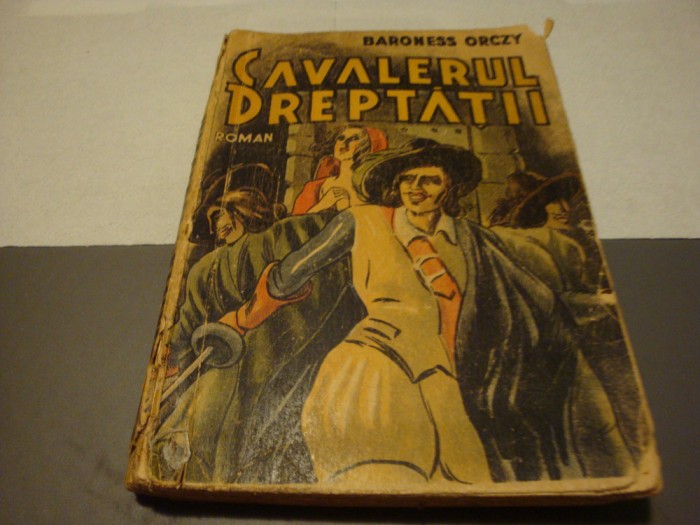 BARONESS ORCZY
CAVALERUL
DREPTĂȚII
ROMAN